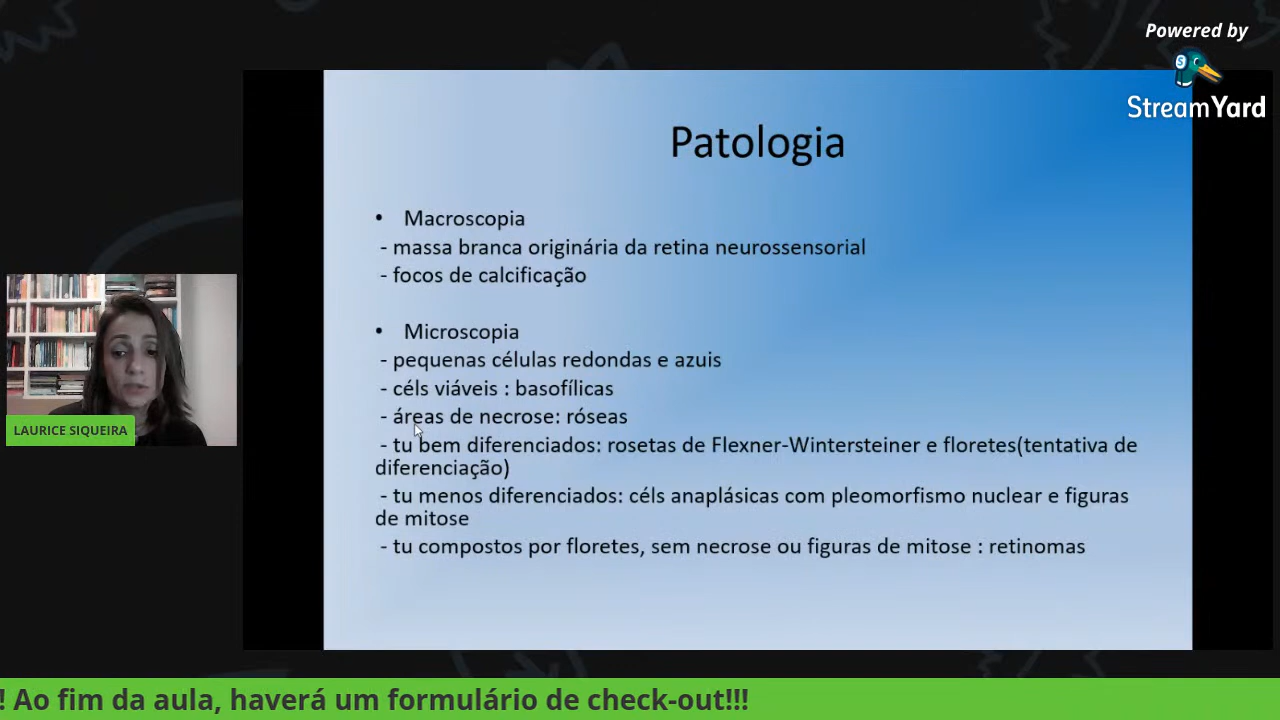 Powered by
StreamYard
Patologia
• Macroscopia
- massa branca originária da retina neurossensorial
- focos de calcificação
• Microscopia
- pequenas células redondas e azuis
- céls viáveis : basofílicas
- áreas de necrose: róseas
- tu bem diferenciados: rosetas de Flexner-Wintersteiner e floretes(tentativa de
diferenciação)
- tu menos diferenciados: céls anaplásicas com pleomorfismo nuclear e figuras
de mitose
- tu compostos por floretes, sem necrose ou figuras de mitose : retinomas
LAURICE SIQUEIRA
! Ao fim da aula, haverá um formulário de check-out!!!